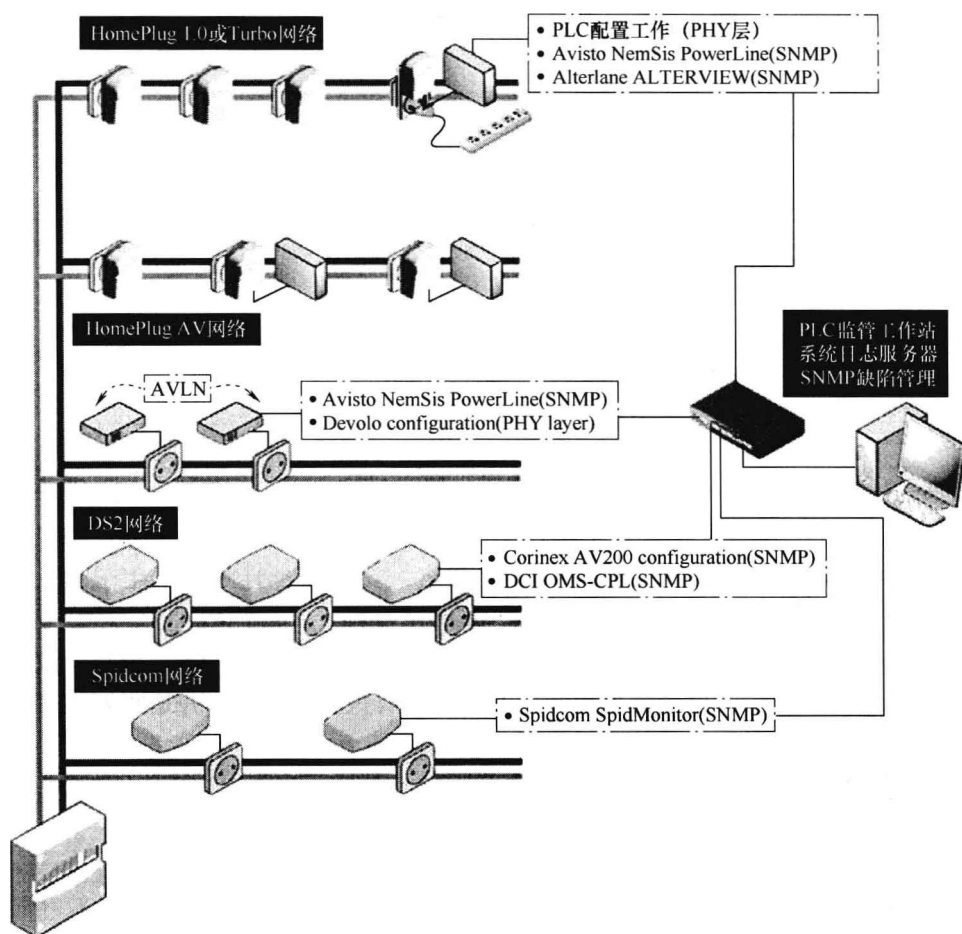 HomePlug 1.0或Turbo网络
• PLC配置工作（PHY层）
• Avisto NemSis PowerLine(SNMP)
• Alterlane ALTERVIEW(SNMP)
HomePlug AV网络
PLC监管工作站
系统日志服务器
SNMP缺陷管理
AVLN
• Avisto NemSis PowerLine(SNMP)
• Devolo configuration(PHY layer)
DS2网络
• Corinex AV200 configuration(SNMP)
• DCI OMS-CPL(SNMP)
Spidcom网络
• Spidcom SpidMonitor(SNMP)